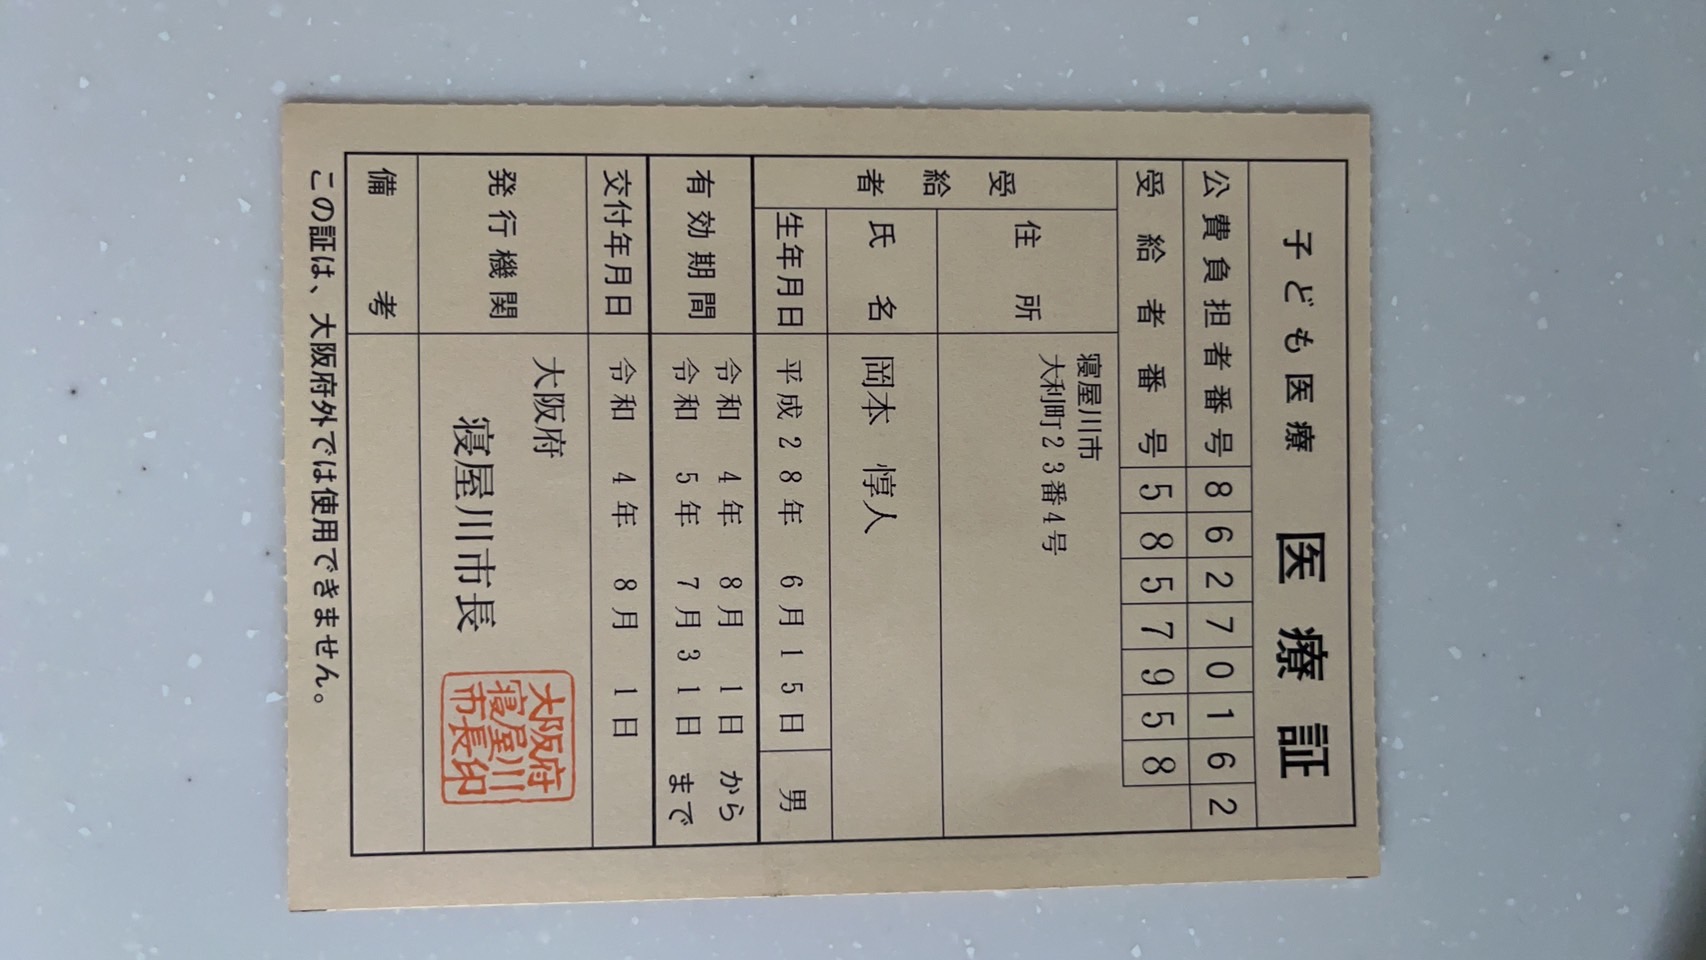 子ども医療 医療証
公費負担者番号 86270162
受給者番号 5857958
受給者
住所 寝屋川市
大利町23番4号
氏名 岡本 惇人
生年月日 平成28年 6月15日 男
有効期間 令和 4年 8月 1日 から
令和 5年 7月31日 まで
交付年月日 令和 4年 8月 1日
発行機関 大阪府
寝屋川市長
大阪府
寝屋川
市長印
備考
この証は、大阪府外では使用できません。